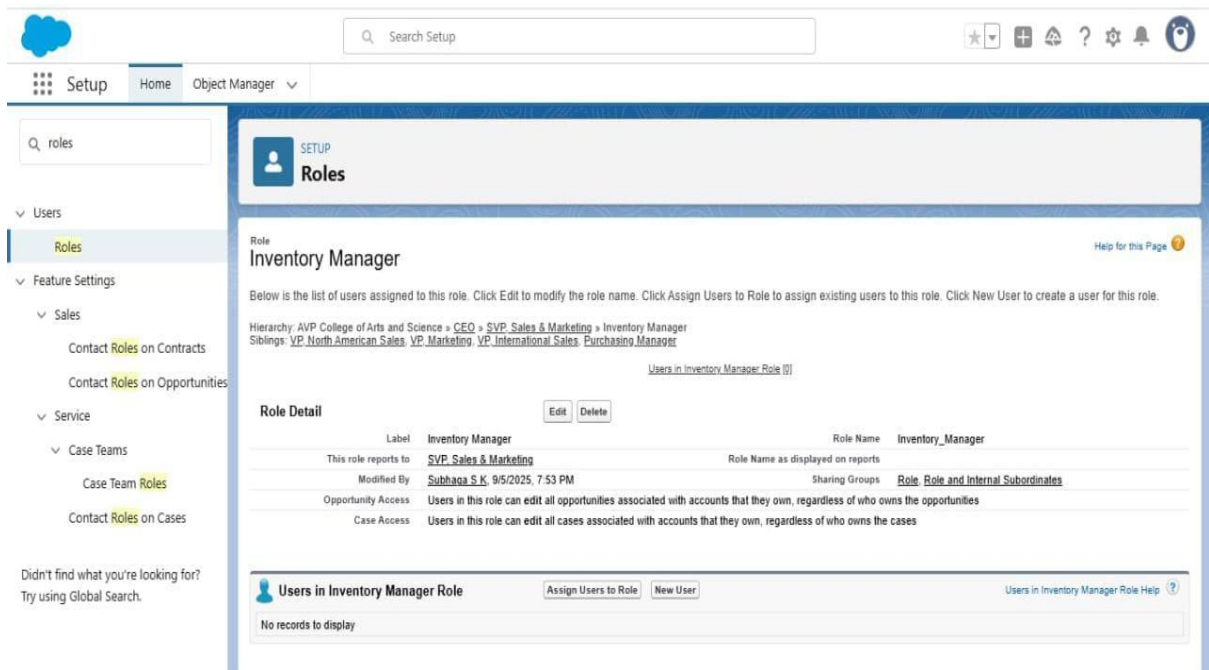 Search Setup
Setup
Home
Object Manager
roles
Users
Roles
Feature Settings
Sales
Contact Roles on Contracts
Contact Roles on Opportunities
Service
Case Teams
Case Team Roles
Contact Roles on Cases
Didn't find what you're looking for?
Try using Global Search.
SETUP
Roles
Role
Inventory Manager
Help for this Page
Below is the list of users assigned to this role. Click Edit to modify the role name. Click Assign Users to Role to assign existing users to this role. Click New User to create a user for this role.
Hierarchy: AVP College of Arts and Science » CEO » SVP, Sales & Marketing » Inventory Manager
Siblings: VP, North American Sales, VP, Marketing, VP, International Sales, Purchasing Manager
Users in Inventory Manager Role [0]
Role Detail Edit Delete
Label Inventory Manager Role Name Inventory_Manager
This role reports to SVP, Sales & Marketing Role Name as displayed on reports
Modified By Subhaga S K, 9/5/2025, 7:53 PM Sharing Groups Role, Role and Internal Subordinates
Opportunity Access Users in this role can edit all opportunities associated with accounts that they own, regardless of who owns the opportunities
Case Access Users in this role can edit all cases associated with accounts that they own, regardless of who owns the cases
Users in Inventory Manager Role Assign Users to Role New User Users in Inventory Manager Role Help ?
No records to display